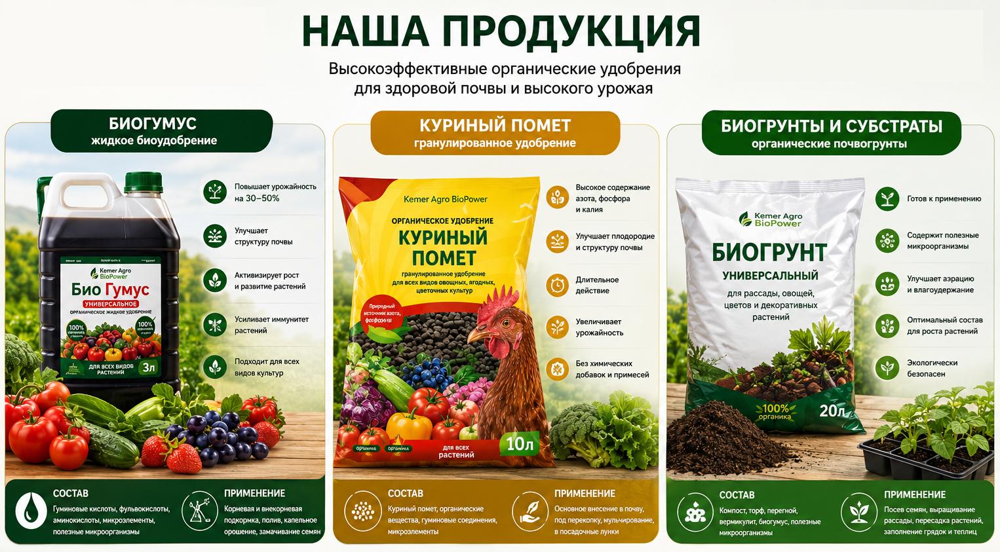 НАША ПРОДУКЦИЯ
Высокоэффективные органические удобрения
для здоровой почвы и высокого урожая
БИОГУМУС
жидкое биоудобрение
Kemer Agro
BioPower
Био Гумус
УНИВЕРСАЛЬНОЕ
ОРГАНИЧЕСКОЕ ЖИДКОЕ УДОБРЕНИЕ
100%
100%
ДЛЯ ВСЕХ ВИДОВ
РАСТЕНИЙ
3л
Повышает урожайность
на 30–50%
Улучшает
структуру почвы
Активизирует рост
и развитие растений
Усиливает иммунитет
растений
Подходит для всех
видов культур
СОСТАВ
Гуминовые кислоты, фульвокислоты,
аминокислоты, микроэлементы,
полезные микроорганизмы
ПРИМЕНЕНИЕ
Корневая и внекорневая
подкормка, полив, капельное
орошение, замачивание семян
КУРИНЫЙ ПОМЕТ
гранулированное удобрение
Kemer Agro BioPower
ОРГАНИЧЕСКОЕ УДОБРЕНИЕ
КУРИНЫЙ
ПОМЕТ
гранулированное удобрение
для всех видов овощных, ягодных,
цветочных культур
Природный
источник азота,
для всех
растений
10л
Высокое содержание
азота, фосфора
и калия
Улучшает плодородие
и структуру почвы
Длительное
действие
Увеличивает
урожайность
Без химических
добавок и примесей
СОСТАВ
Куриный помет, органические
вещества, гуминовые соединения,
микроэлементы
ПРИМЕНЕНИЕ
Основное внесение в почву,
под перекопку, мульчирование,
в посадочные лунки
БИОГРУНТЫ И СУБСТРАТЫ
органические почвогрунты
Kemer Agro
BioPower
БИОГРУНТ
УНИВЕРСАЛЬНЫЙ
для рассады, овощей,
цветов и декоративных
растений
100%
органика
20л
Готов к применению
Содержит полезные
микроорганизмы
Улучшает аэрацию
и влагоудержание
Оптимальный состав
для роста растений
Экологически
безопасен
СОСТАВ
Компост, торф, перегной,
вермикулит, биогумус, полезные
микроорганизмы
ПРИМЕНЕНИЕ
Посев семян, выращивание
рассады, пересадка растений,
заполнение грядок и теплиц